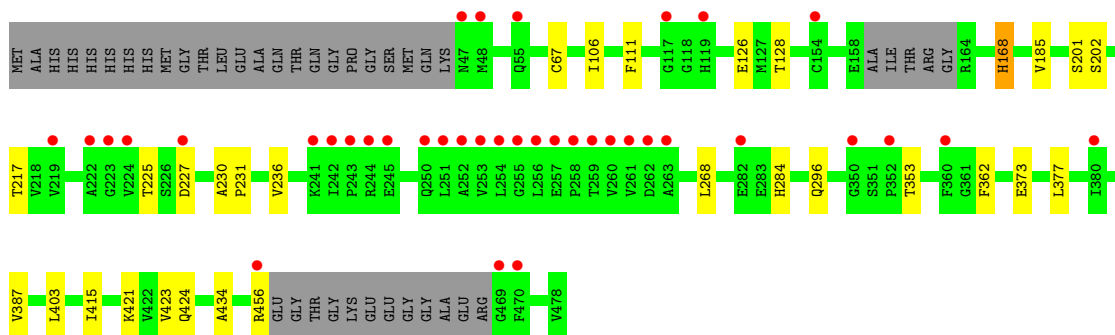 MET ALA HIS HIS HIS HIS HIS HIS MET GLY THR LEU GLU ALA GLN THR GLN GLY PRO GLY SER MET GLN LYS N47 M48 Q55 C67 I106 F111 G117 G118 H119 E126 M127 T128 C154 E158 ALA ILE THR ARG GLY R164 H168 V185 S201 S202
T217 V218 V219 A222 G223 V224 T225 S226 D227 A230 P231 V236 K241 I242 P243 R244 E245 Q250 L251 A252 V253 L254 G255 L256 E257 P258 T259 V260 V261 D262 A263 L268 E282 E283 H284 Q296 G350 S351 P352 T353 F360 G361 F362 E373 L377 I380
V387 L403 I415 K421 V422 V423 Q424 A434 R456 GLU GLY THR GLY LYS GLU GLU GLY GLY ALA GLU ARG G469 F470 V478